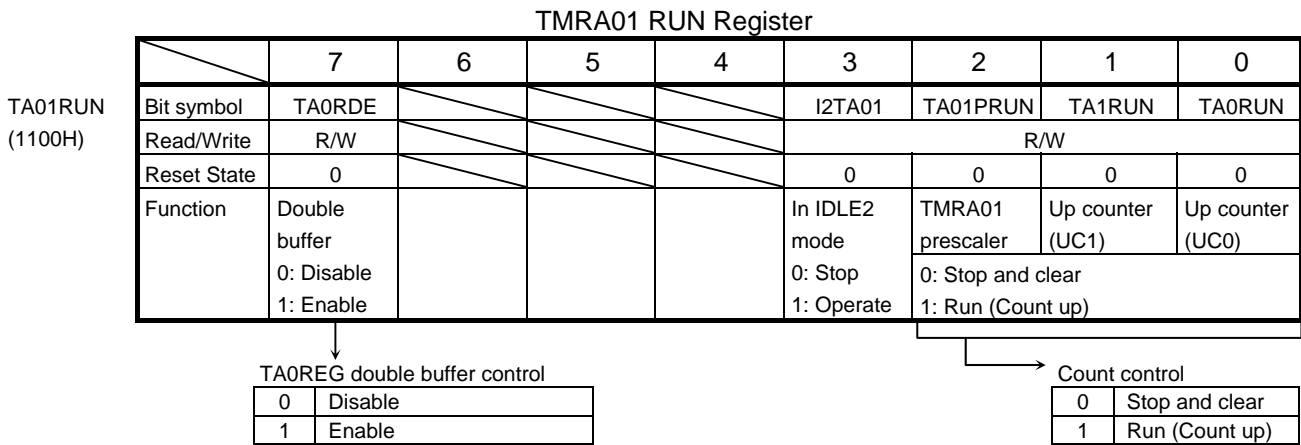 TMRA01 RUN Register
7 6 5 4 3 2 1 0
TA01RUN Bit symbol TA0RDE I2TA01 TA01PRUN TA1RUN TA0RUN
(1100H) Read/Write R/W R/W
Reset State 0 0 0 0 0
Function Double In IDLE2 TMRA01 Up counter Up counter
buffer mode prescaler (UC1) (UC0)
0: Disable 0: Stop 0: Stop and clear
1: Enable 1: Operate 1: Run (Count up)
TA0REG double buffer control Count control
0 Disable 0 Stop and clear
1 Enable 1 Run (Count up)